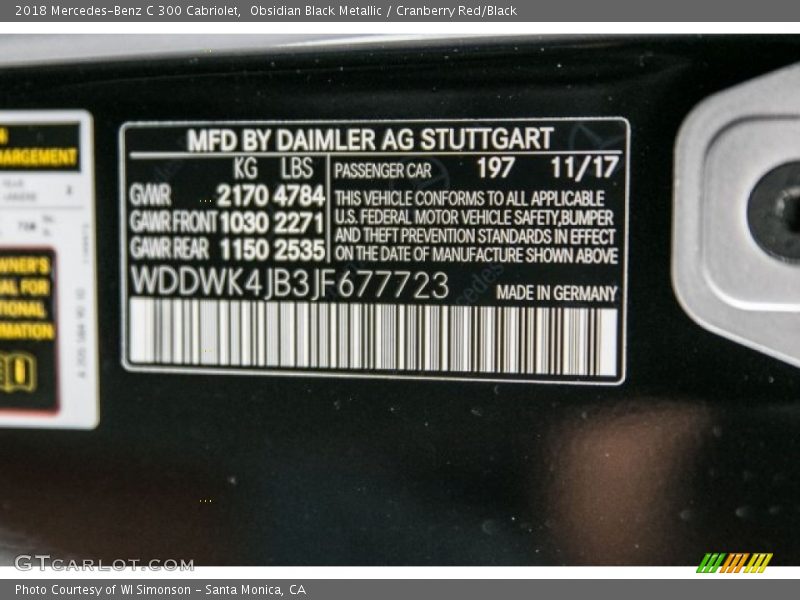 2018 Mercedes-Benz C 300 Cabriolet, Obsidian Black Metallic / Cranberry Red/Black
ARGEMENT
WNER'S
AL FOR
TIONAL
RMATION
MFD BY DAIMLER AG STUTTGART
KG LBS
GVWR 2170 4784
GAWR FRONT 1030 2271
GAWR REAR 1150 2535
PASSENGER CAR 197 11/17
THIS VEHICLE CONFORMS TO ALL APPLICABLE
U.S. FEDERAL MOTOR VEHICLE SAFETY,BUMPER
AND THEFT PREVENTION STANDARDS IN EFFECT
ON THE DATE OF MANUFACTURE SHOWN ABOVE
WDDWK4JB3JF677723
MADE IN GERMANY
GTCARLOT.COM
Photo Courtesy of WI Simonson - Santa Monica, CA